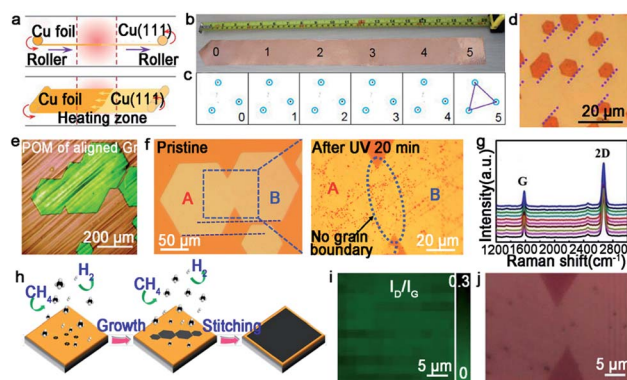 a
Cu foil
Cu(111)
Roller
Roller
Cu foil
Cu(111)
Heating zone
b
0 1 2 3 4 5
c
0 1 2 3 4 5
d
20 μm
e
POM of aligned Gr
200 μm
f
Pristine
A
B
50 μm
After UV 20 min
A
B
No grain
boundary
20 μm
g
Intensity(a.u.)
G
2D
1200 1600 2000 2400 2800
Raman shift(cm-1)
h
CH4
H2
CH4
H2
Growth
Stitching
i
ID/IG
0.3
0
5 μm
j
5 μm